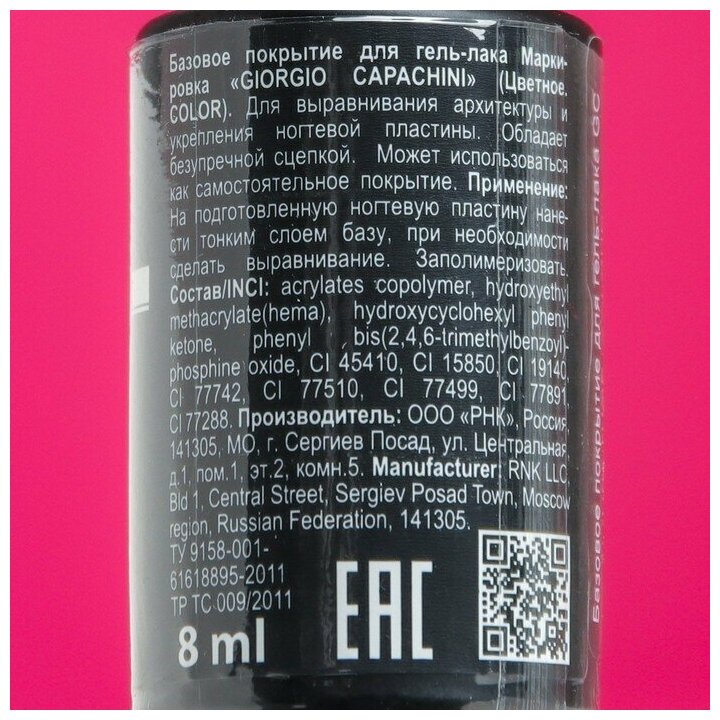 Базовое покрытие для гель-лака Марки-
ровка «GIORGIO CAPACHINI» (Цветное.
COLOR). Для выравнивания архитектуры и
укрепления ногтевой пластины. Обладает
безупречной сцепкой. Может использоваться
как самостоятельное покрытие. Применение:
На подготовленную ногтевую пластину нане-
сти тонким слоем базу, при необходимости
сделать выравнивание. Заполимеризовать.
Состав/INCI: acrylates copolymer, hydroxyethyl
methacrylate(hema), hydroxycyclohexyl phenyl
ketone, phenyl bis(2,4,6-trimethylbenzoyl)-
phosphine oxide, CI 45410, CI 15850, CI 19140,
CI 77742, CI 77510, CI 77499, CI 77891,
CI 77288. Производитель: ООО «РНК», Россия,
141305, МО, г. Сергиев Посад, ул. Центральная,
д.1, пом.1, эт.2, комн.5. Manufacturer: RNK LLC,
Bld 1, Central Street, Sergiev Posad Town, Moscow
region, Russian Federation, 141305.
ТУ 9158-001-
61618895-2011
ТР ТС 009/2011
8 ml
EAC
Базовое покрытие для гель-лака GC